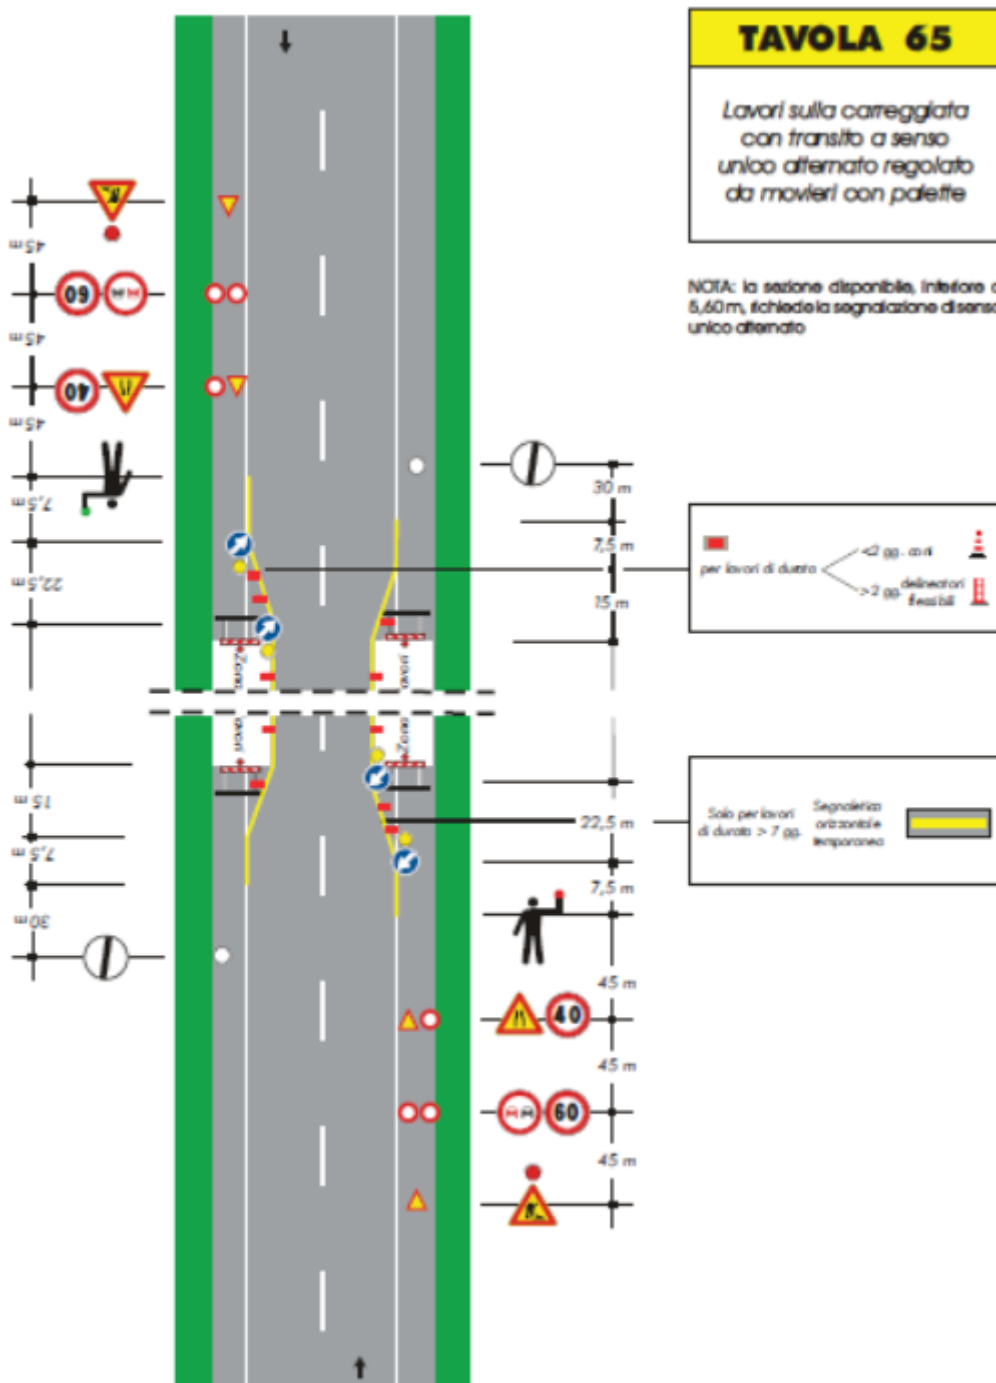 TAVOLA 65
Lavori sulla carreggiata
con transito a senso
unico alternato regolato
da movieri con palette
NOTA: la sezione disponibile, inferiore a
5,60 m, richiede la segnalazione di senso
unico alternato
45 m
60
45 m
40
45 m
7,5 m
22,5 m
30 m
7,5 m
15 m
per lavori di durata
<2 gg. coni
>2 gg. delineatori
flessibili
Zona
lavori
Zona
lavori
15 m
7,5 m
30 m
22,5 m
7,5 m
Solo per lavori
di durata > 7 gg.
Segnaletica
orizzontale
temporanea
45 m
40
45 m
60
45 m